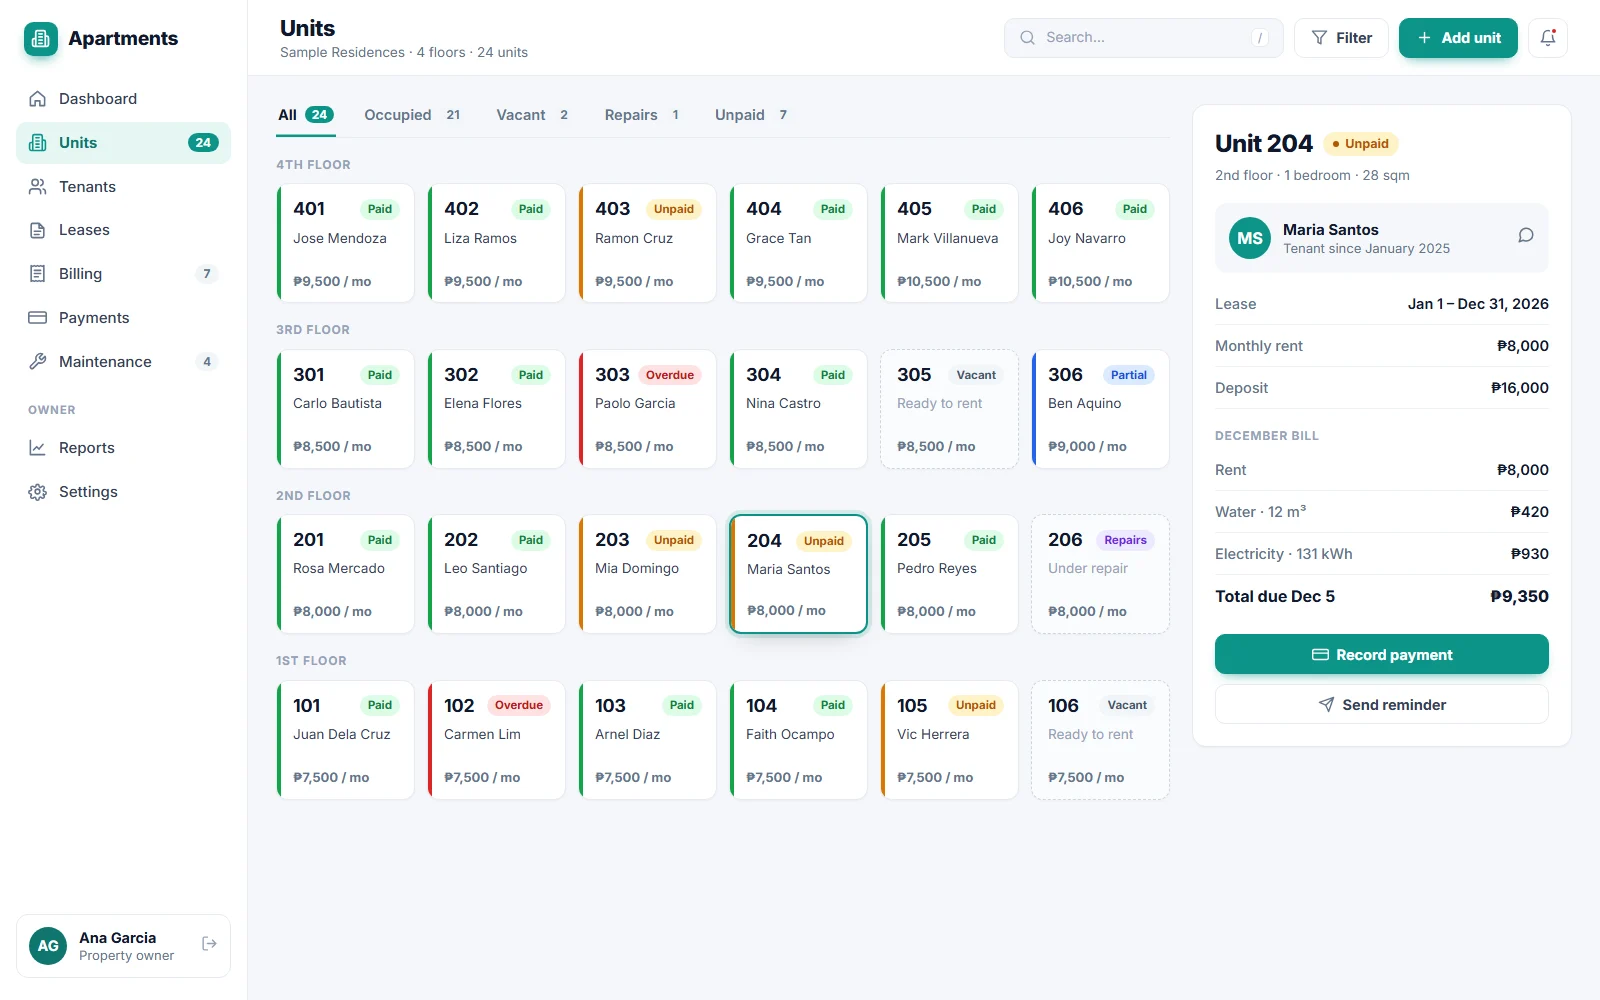 Apartments
Dashboard
Units 24
Tenants
Leases
Billing 7
Payments
Maintenance 4
OWNER
Reports
Settings
AG
Ana Garcia
Property owner
Units
Sample Residences · 4 floors · 24 units
Search... /
Filter
Add unit
All 24 Occupied 21 Vacant 2 Repairs 1 Unpaid 7
4TH FLOOR
401 Paid
Jose Mendoza
₱9,500 / mo
402 Paid
Liza Ramos
₱9,500 / mo
403 Unpaid
Ramon Cruz
₱9,500 / mo
404 Paid
Grace Tan
₱9,500 / mo
405 Paid
Mark Villanueva
₱10,500 / mo
406 Paid
Joy Navarro
₱10,500 / mo
3RD FLOOR
301 Paid
Carlo Bautista
₱8,500 / mo
302 Paid
Elena Flores
₱8,500 / mo
303 Overdue
Paolo Garcia
₱8,500 / mo
304 Paid
Nina Castro
₱8,500 / mo
305 Vacant
Ready to rent
₱8,500 / mo
306 Partial
Ben Aquino
₱9,000 / mo
2ND FLOOR
201 Paid
Rosa Mercado
₱8,000 / mo
202 Paid
Leo Santiago
₱8,000 / mo
203 Unpaid
Mia Domingo
₱8,000 / mo
204 Unpaid
Maria Santos
₱8,000 / mo
205 Paid
Pedro Reyes
₱8,000 / mo
206 Repairs
Under repair
₱8,000 / mo
1ST FLOOR
101 Paid
Juan Dela Cruz
₱7,500 / mo
102 Overdue
Carmen Lim
₱7,500 / mo
103 Paid
Arnel Diaz
₱7,500 / mo
104 Paid
Faith Ocampo
₱7,500 / mo
105 Unpaid
Vic Herrera
₱7,500 / mo
106 Vacant
Ready to rent
₱7,500 / mo
Unit 204 Unpaid
2nd floor · 1 bedroom · 28 sqm
MS
Maria Santos
Tenant since January 2025
Lease Jan 1 – Dec 31, 2026
Monthly rent ₱8,000
Deposit ₱16,000
DECEMBER BILL
Rent ₱8,000
Water · 12 m³ ₱420
Electricity · 131 kWh ₱930
Total due Dec 5 ₱9,350
Record payment
Send reminder